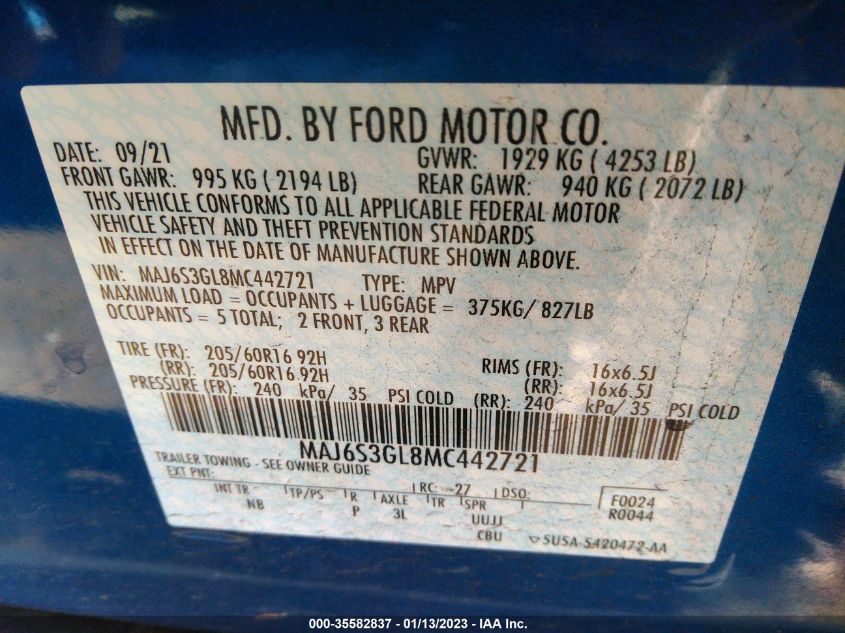 MFD. BY FORD MOTOR CO.
DATE: 09/21 GVWR: 1929 KG ( 4253 LB)
FRONT GAWR: 995 KG ( 2194 LB) REAR GAWR: 940 KG ( 2072 LB)
THIS VEHICLE CONFORMS TO ALL APPLICABLE FEDERAL MOTOR
VEHICLE SAFETY AND THEFT PREVENTION STANDARDS
IN EFFECT ON THE DATE OF MANUFACTURE SHOWN ABOVE.
VIN: MAJ6S3GL8MC442721 TYPE: MPV
MAXIMUM LOAD = OCCUPANTS + LUGGAGE = 375KG/ 827LB
OCCUPANTS = 5 TOTAL; 2 FRONT, 3 REAR
TIRE (FR): 205/60R16 92H RIMS (FR): 16x6.5J
(RR): 205/60R16 92H (RR): 16x6.5J
PRESSURE (FR): 240 kPa/ 35 PSI COLD (RR): 240 kPa/ 35 PSI COLD
MAJ6S3GL8MC442721
TRAILER TOWING - SEE OWNER GUIDE
EXT PNT: RC: -27 DSO: F0024
INT TR TP/PS R AXLE TR SPR R0044
NB P 3L UUJJ
CBU ▽SU5A-5420472-AA
000-35582837 - 01/13/2023 - IAA Inc.